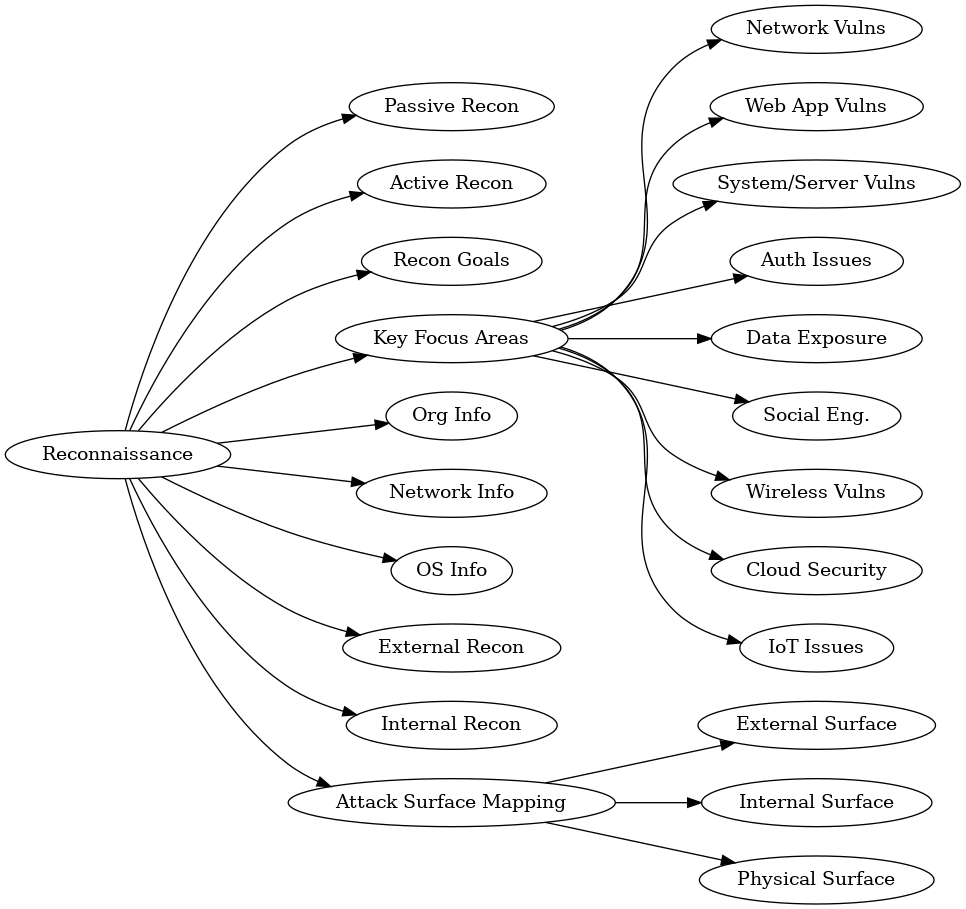 Reconnaissance
Passive Recon
Active Recon
Recon Goals
Key Focus Areas
Org Info
Network Info
OS Info
External Recon
Internal Recon
Attack Surface Mapping
Network Vulns
Web App Vulns
System/Server Vulns
Auth Issues
Data Exposure
Social Eng.
Wireless Vulns
Cloud Security
IoT Issues
External Surface
Internal Surface
Physical Surface